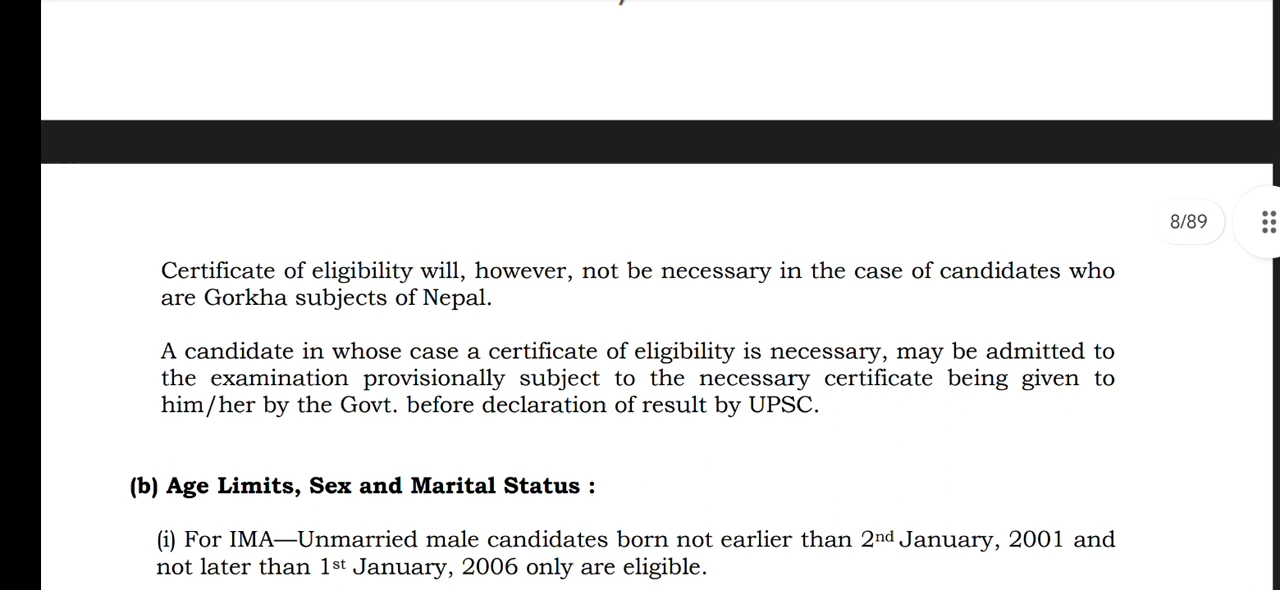 8/89
Certificate of eligibility will, however, not be necessary in the case of candidates who
are Gorkha subjects of Nepal.
A candidate in whose case a certificate of eligibility is necessary, may be admitted to
the examination provisionally subject to the necessary certificate being given to
him/her by the Govt. before declaration of result by UPSC.
(b) Age Limits, Sex and Marital Status :
(i) For IMA—Unmarried male candidates born not earlier than 2nd January, 2001 and
not later than 1st January, 2006 only are eligible.